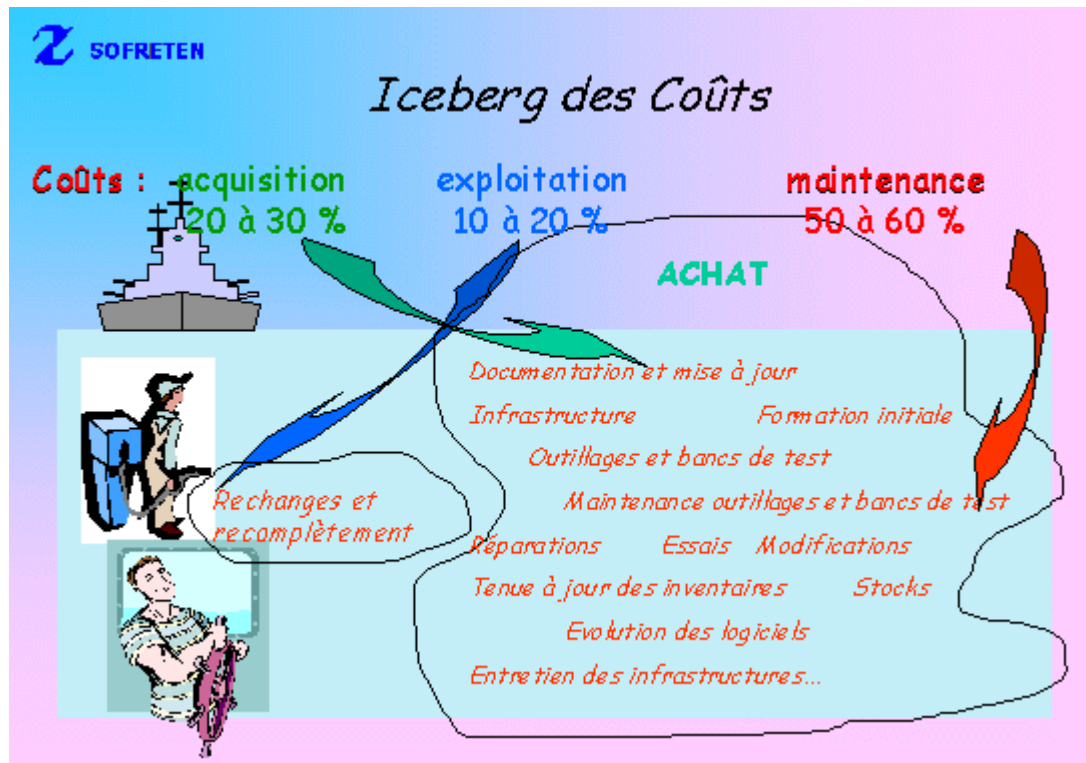 SOFRETEN
Iceberg des Coûts
Coûts : acquisition exploitation maintenance
20 à 30 % 10 à 20 % 50 à 60 %
ACHAT
Documentation et mise à jour
Infrastructure Formation initiale
Outillages et bancs de test
Rechanges et Maintenance outillages et bancs de test
recomplètement
Réparations Essais Modifications
Tenue à jour des inventaires Stocks
Evolution des logiciels
Entretien des infrastructures...